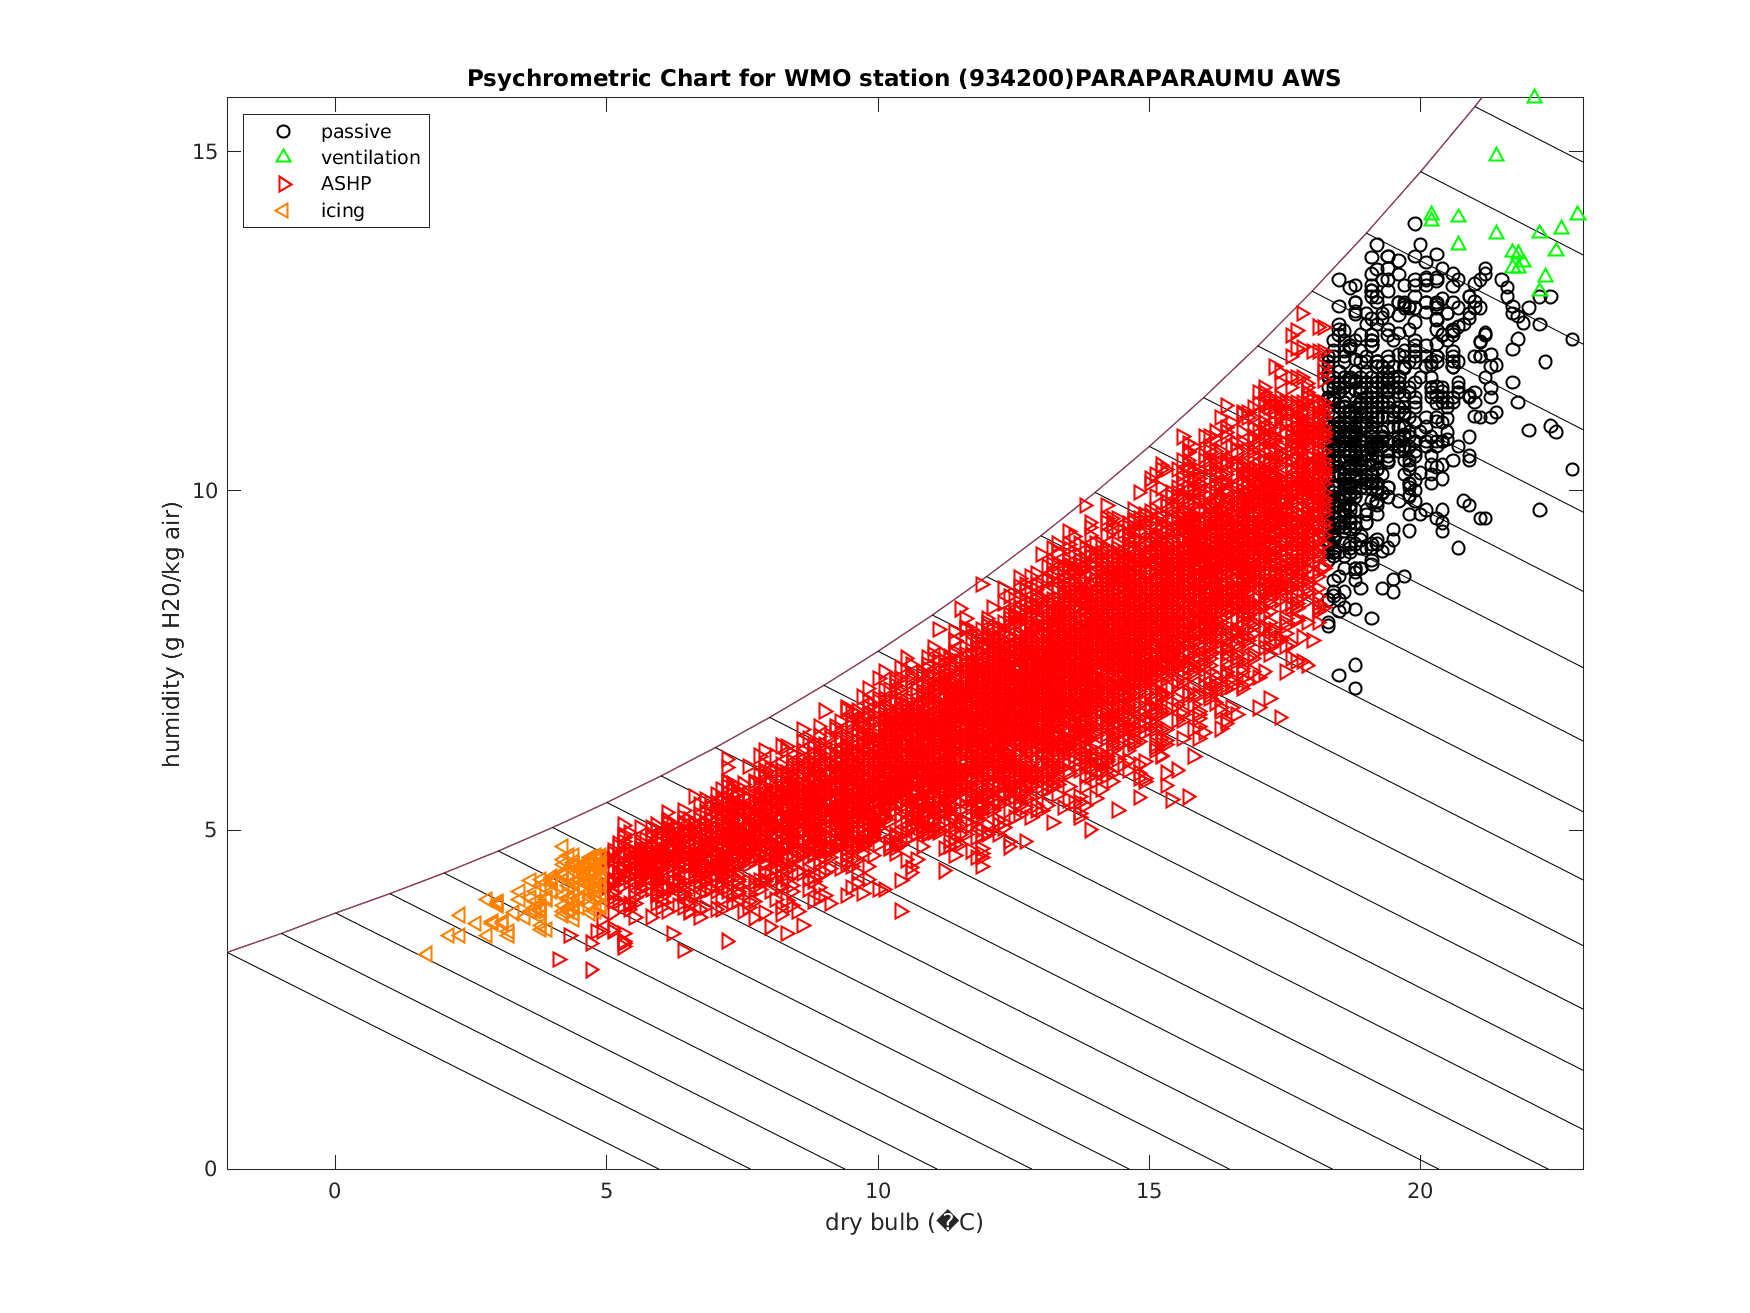 Psychrometric Chart for WMO station (934200)PARAPARAUMU AWS
passive
ventilation
ASHP
icing
15
10
5
0
humidity (g H20/kg air)
0 5 10 15 20
dry bulb (�C)